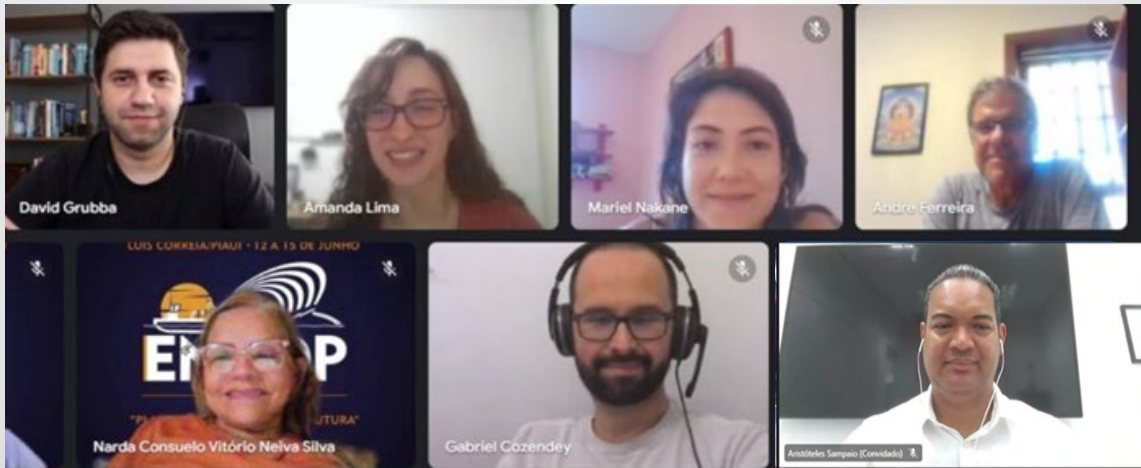 David Grubba
Amanda Lima
Mariel Nakane
Andre Ferreira
LUIS CORREIA/PIAUÍ • 12 A 15 DE JUNHO
Narda Consuelo Vitório Neiva Silva
Gabriel Cozendey
Aristóteles Sampaio (Convidado)